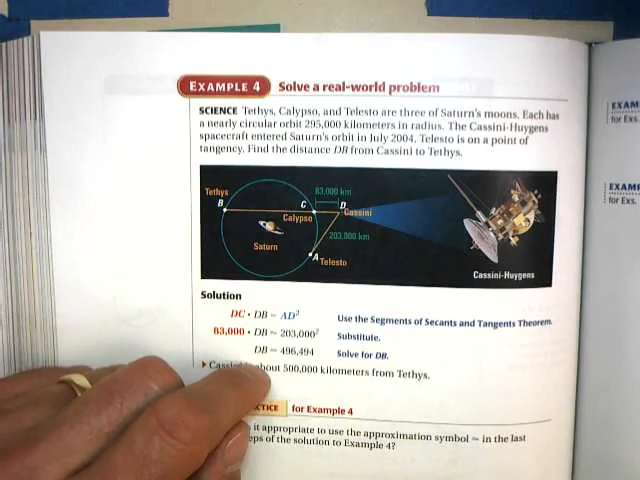 EXAMPLE 4 Solve a real-world problem
SCIENCE Tethys, Calypso, and Telesto are three of Saturn's moons. Each has
a nearly circular orbit 295,000 kilometers in radius. The Cassini-Huygens
spacecraft entered Saturn's orbit in July 2004. Telesto is on a point of
tangency. Find the distance DB from Cassini to Tethys.
Tethys
B
C
83,000 km
D
Cassini
Calypso
203,000 km
Saturn
A
Telesto
Cassini-Huygens
Solution
DC • DB = AD²
Use the Segments of Secants and Tangents Theorem.
83,000 • DB ≈ 203,000²
Substitute.
DB ≈ 496,494
Solve for DB.
about 500,000 kilometers from Tethys.
CTICE for Example 4
it appropriate to use the approximation symbol ≈ in the last
eps of the solution to Example 4?
EXAM
for Exs.
EXAM
for Exs.